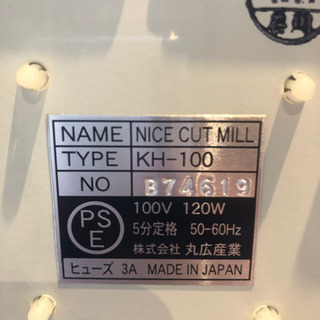 NAME NICE CUT MILL
TYPE KH-100
NO B74619
PS
E
100V 120W
5分定格 50-60Hz
株式会社 丸広産業
ヒューズ 3A MADE IN JAPAN